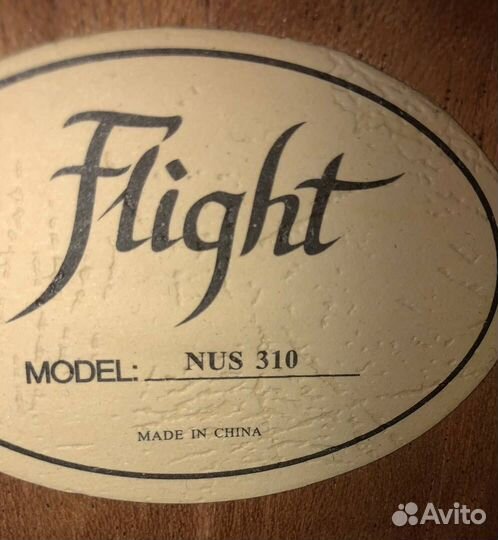 Flight
MODEL: NUS 310
MADE IN CHINA
Avito